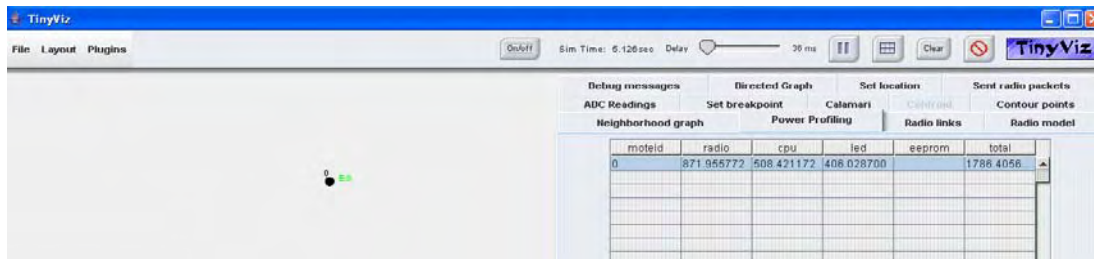 TinyViz
File Layout Plugins On/off Sim Time: 6.126sec Delay 36 ms Clear TinyViz
Debug messages Directed Graph Set location Sent radio packets
ADC Readings Set breakpoint Calamari Centroid Contour points
Neighborhood graph Power Profiling Radio links Radio model
moteid radio cpu led eeprom total
0 871.955772 508.421172 406.028700 1786.4056
0